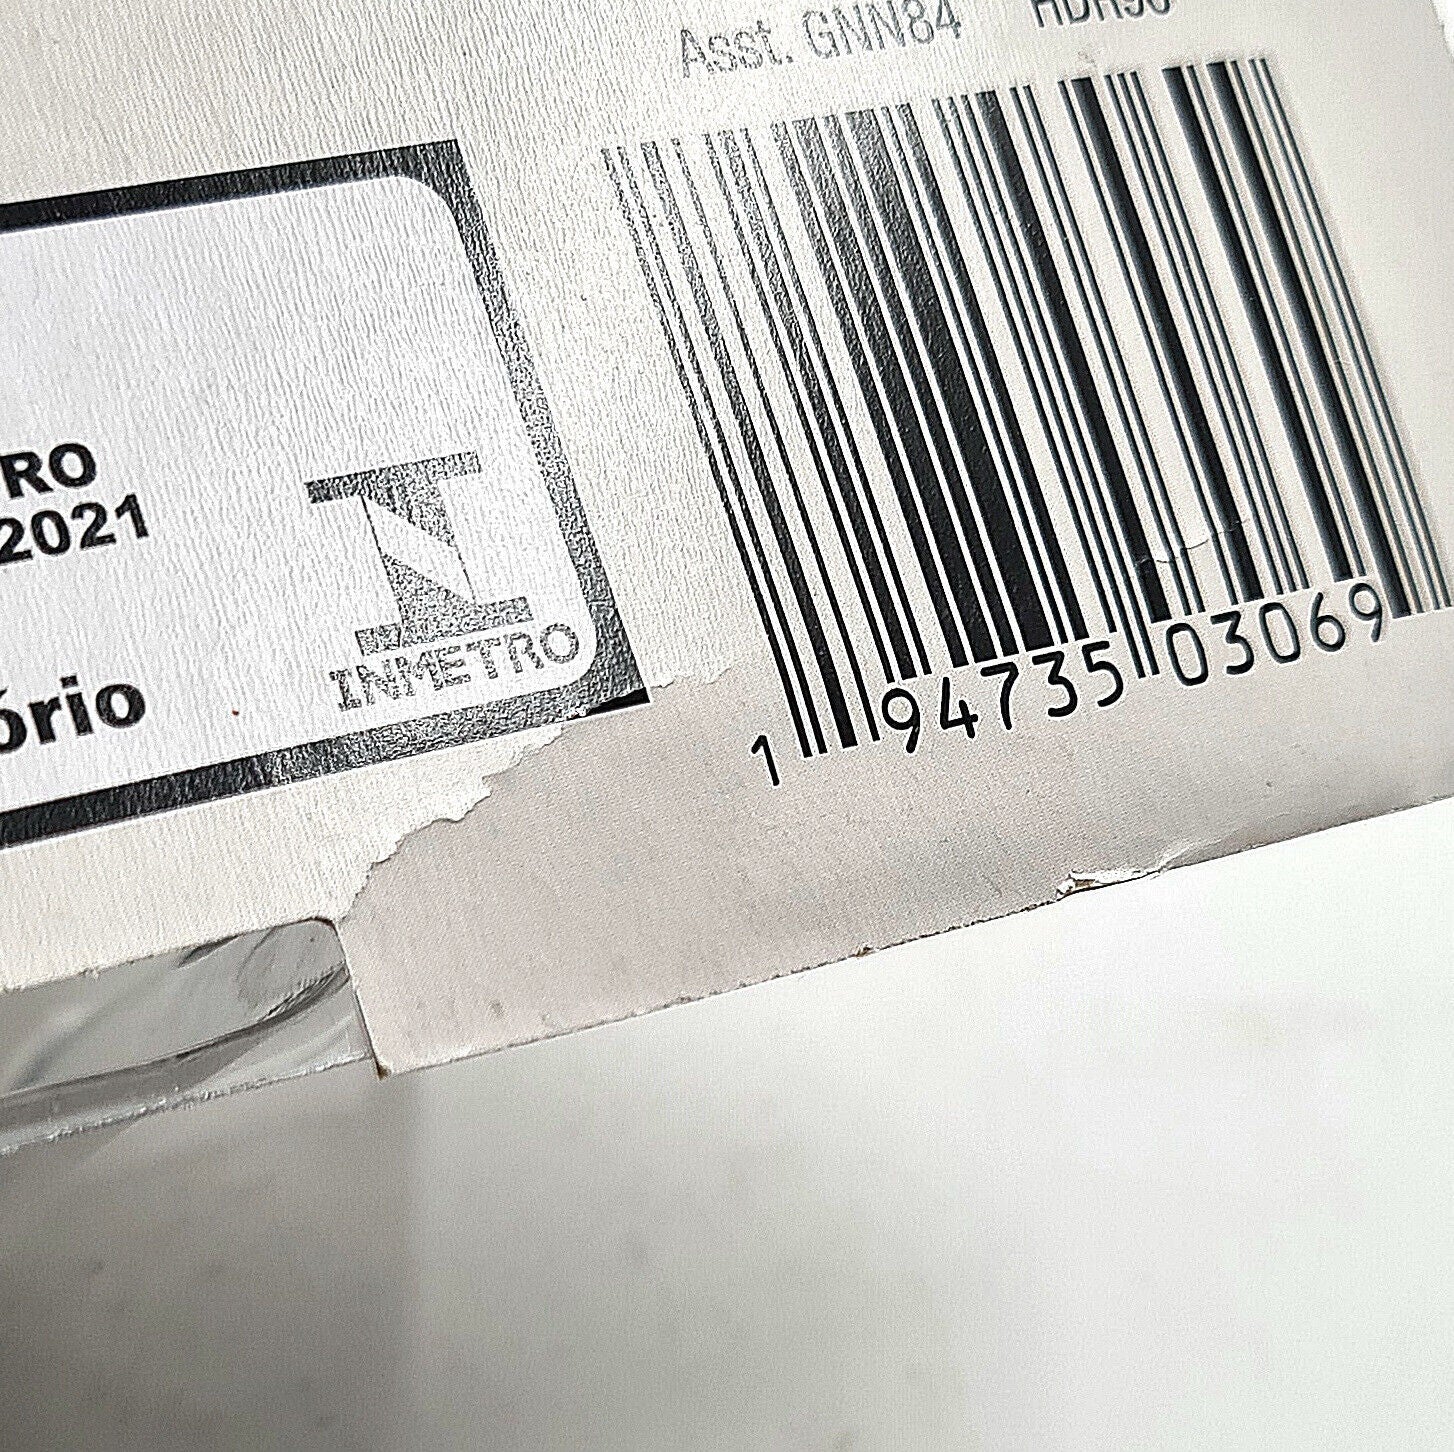 Asst. GNN84
RO
2021
INMETRO
ório
1 94735 03069